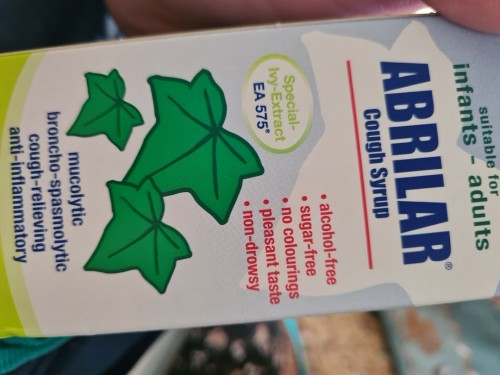 suitable for
infants - adults
ABRILAR®
Cough Syrup
• alcohol-free
• sugar-free
• no colourings
• pleasant taste
• non-drowsy
Special-
Ivy-Extract
EA 575®
mucolytic
broncho-spasmolytic
cough-relieving
anti-inflammatory